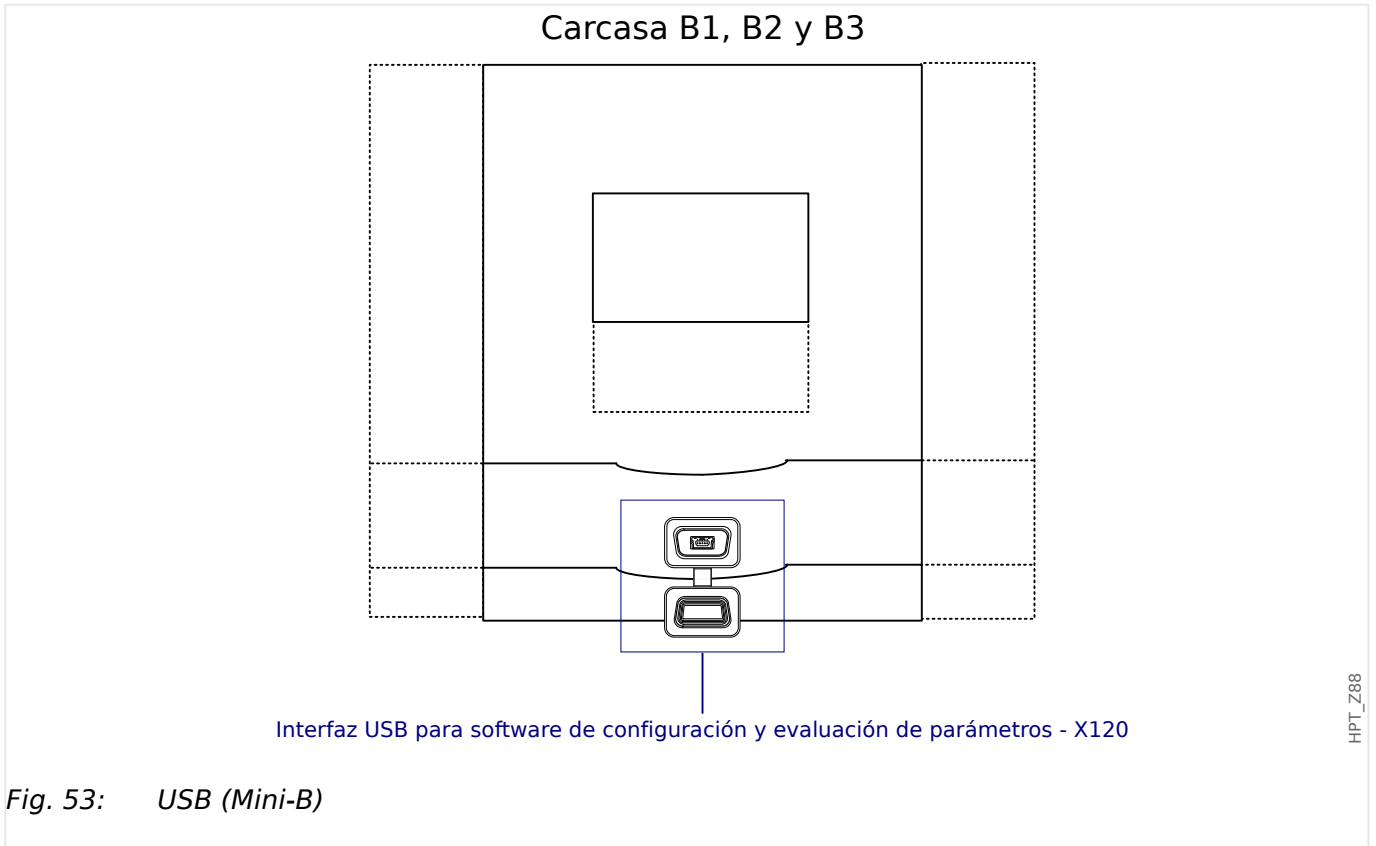 Carcasa B1, B2 y B3
Interfaz USB para software de configuración y evaluación de parámetros - X120
HPT_Z88
Fig. 53: USB (Mini-B)